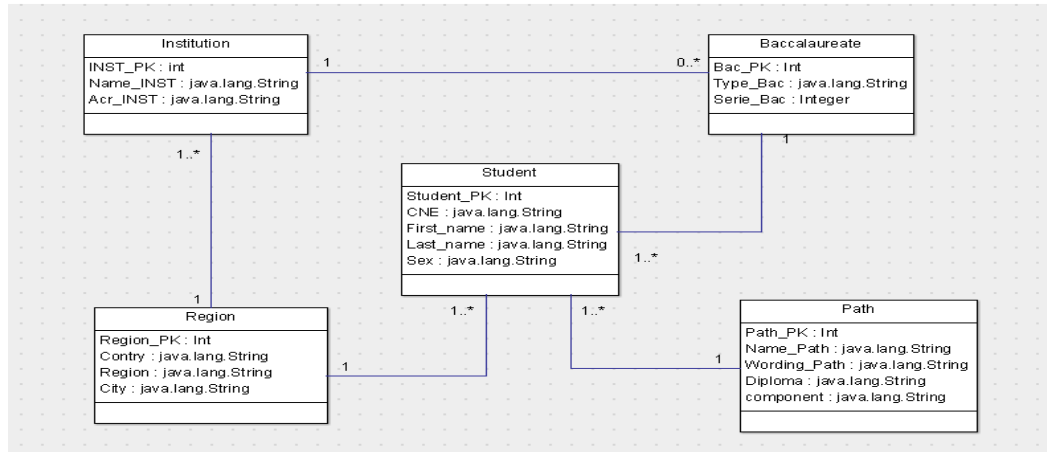 Institution
INST_PK : int
Name_INST : java.lang.String
Acr_INST : java.lang.String
1
0..*
Baccalaureate
Bac_PK : Int
Type_Bac : java.lang.String
Serie_Bac : Integer
1..*
1
Student
Student_PK : Int
CNE : java.lang.String
First_name : java.lang.String
Last_name : java.lang.String
Sex : java.lang.String
1..*
1
Region
Region_PK : Int
Contry : java.lang.String
Region : java.lang.String
City : java.lang.String
1
1..*
1..*
1
Path
Path_PK : Int
Name_Path : java.lang.String
Wording_Path : java.lang.String
Diploma : java.lang.String
component : java.lang.String